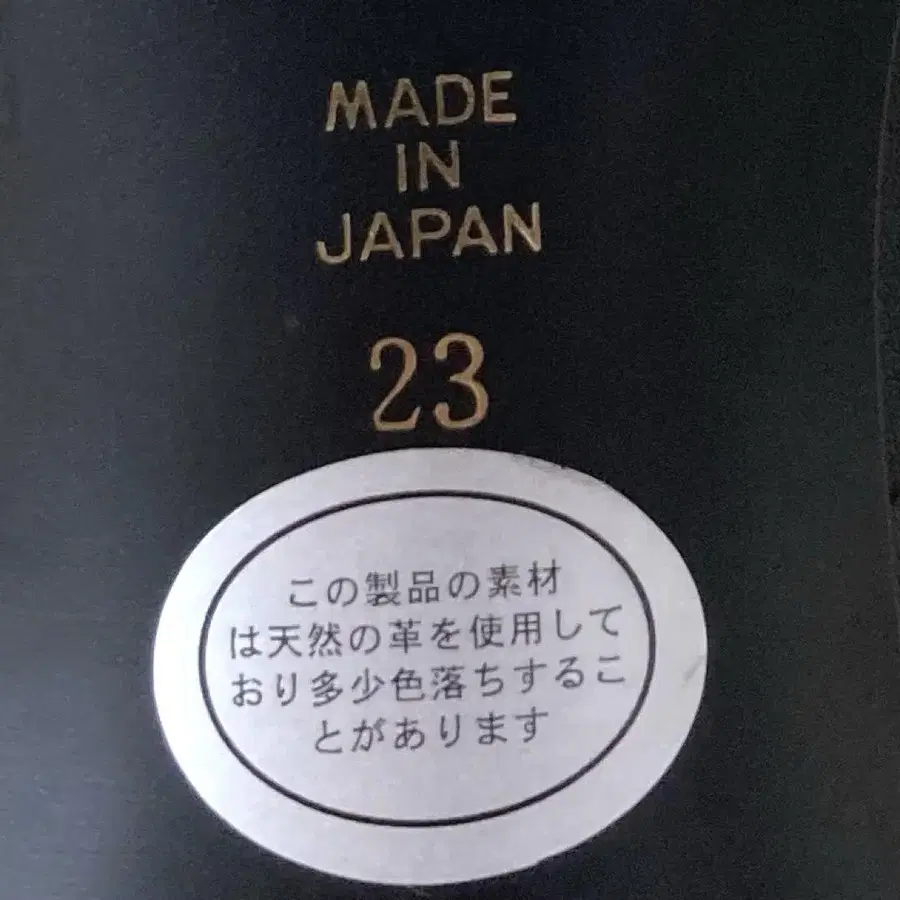 MADE
IN
JAPAN
23
この製品の素材
は天然の革を使用して
おり多少色落ちするこ
とがあります